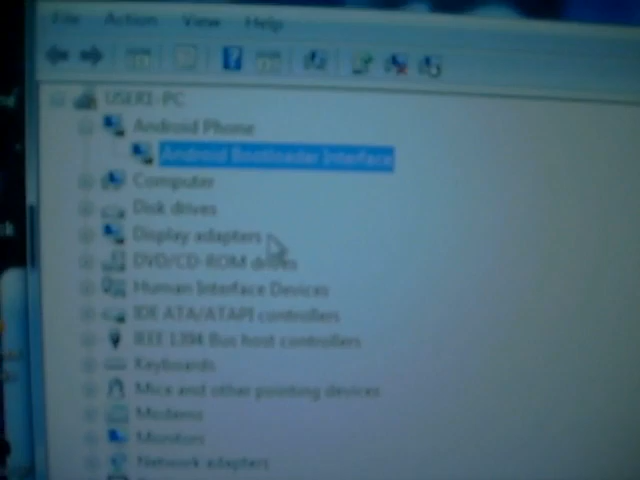 File Action View Help
USER1-PC
Android Phone
Android Bootloader Interface
Computer
Disk drives
Display adapters
DVD/CD-ROM drives
Human Interface Devices
IDE ATA/ATAPI controllers
IEEE 1394 Bus host controllers
Keyboards
Mice and other pointing devices
Modems
Monitors
Network adapters